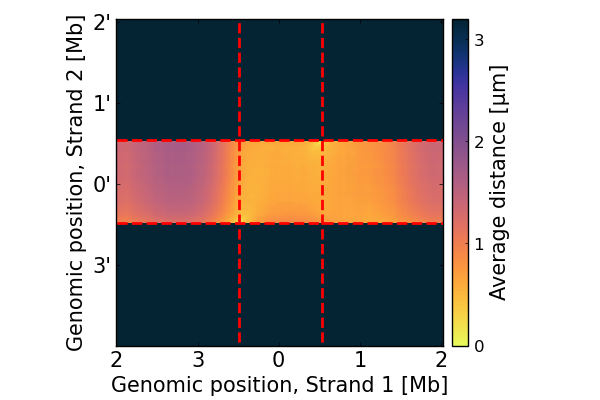 2'
1'
0'
3'
Genomic position, Strand 2 [Mb]
2 3 0 1 2
Genomic position, Strand 1 [Mb]
3
2
1
0
Average distance [μm]